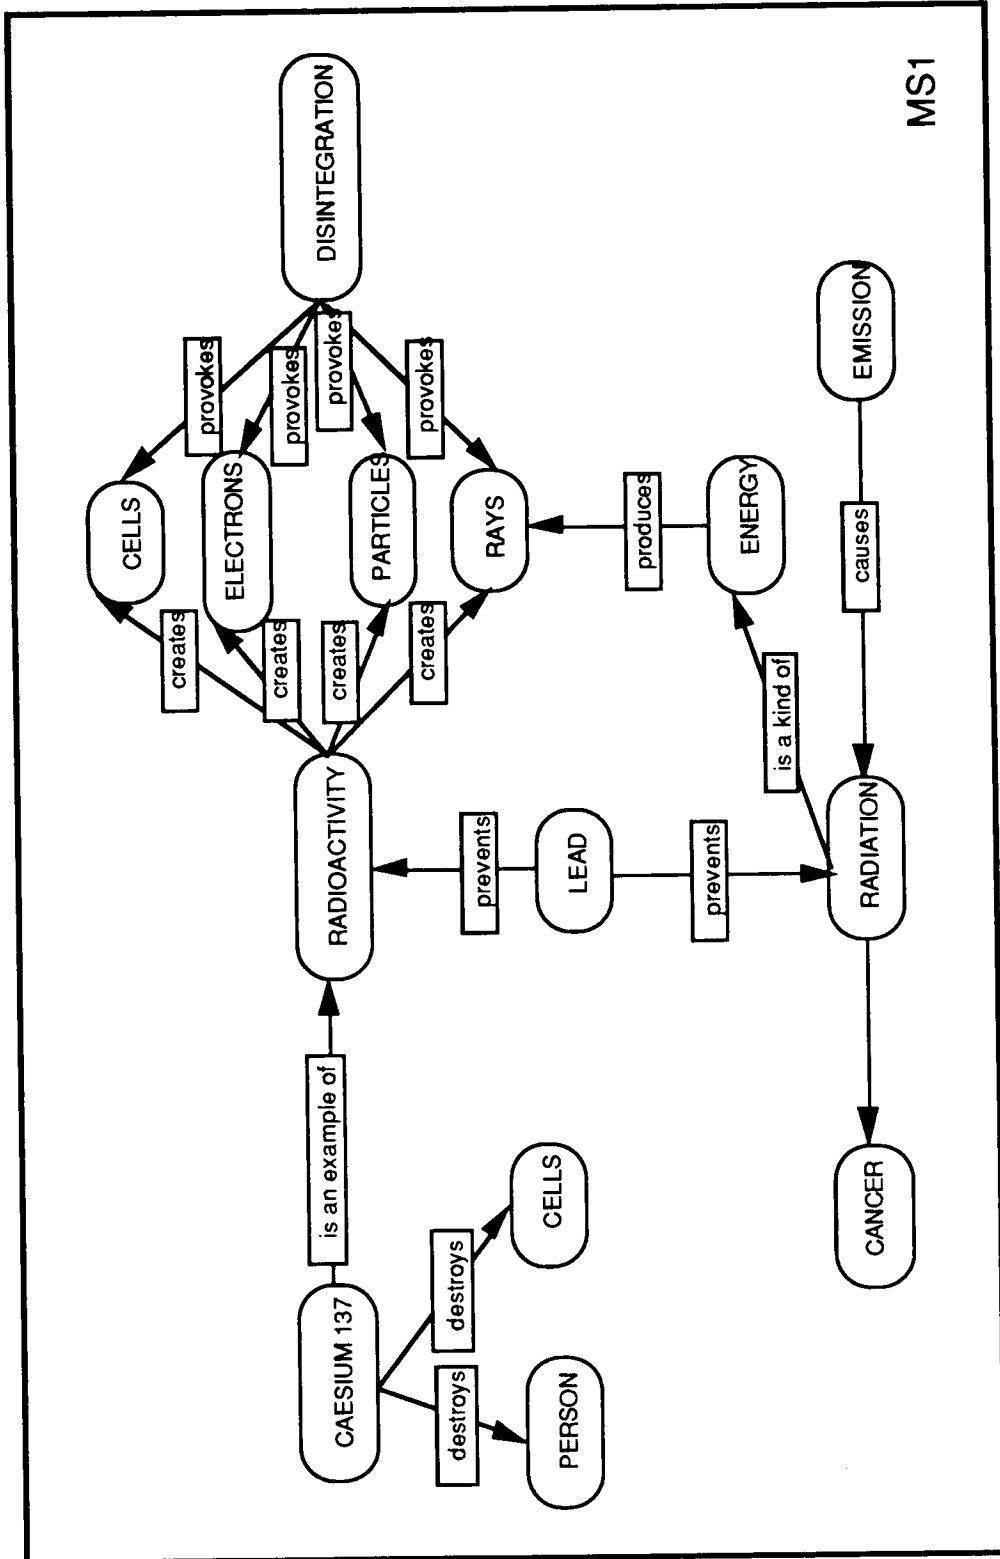 CAESIUM 137
is an example of
RADIOACTIVITY
creates
creates
creates
creates
CELLS
ELECTRONS
PARTICLES
RAYS
provokes
provokes
provokes
provokes
DISINTEGRATION
destroys
destroys
PERSON
CELLS
prevents
LEAD
prevents
produces
ENERGY
is a kind of
CANCER
RADIATION
causes
EMISSION
MS1